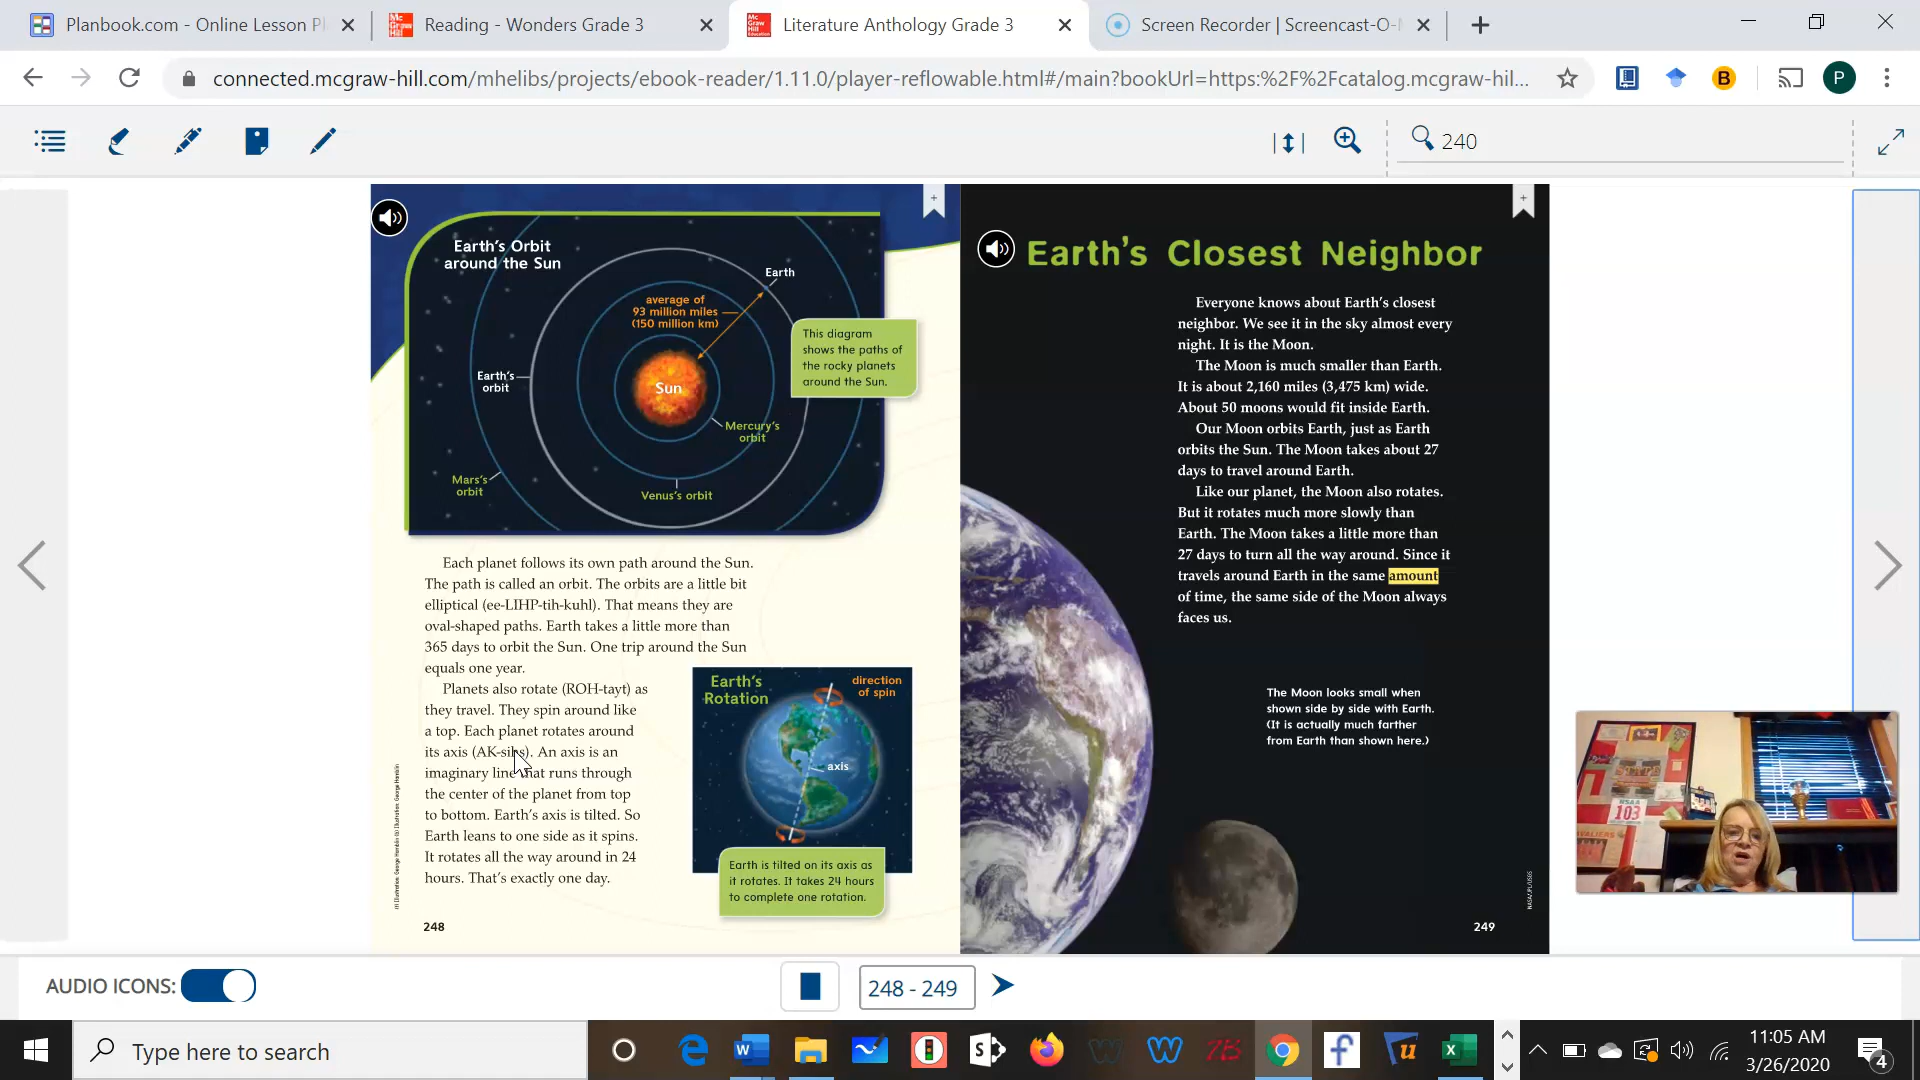 Planbook.com - Online Lesson Pl
Reading - Wonders Grade 3
Literature Anthology Grade 3
Screen Recorder | Screencast-O-M
connected.mcgraw-hill.com/mhelibs/projects/ebook-reader/1.11.0/player-reflowable.html#/main?bookUrl=https:%2F%2Fcatalog.mcgraw-hil...
B
P
240
Earth's Orbit
around the Sun
Earth
average of
93 million miles
(150 million km)
This diagram
shows the paths of
the rocky planets
around the Sun.
Earth's
orbit
Sun
Mercury's
orbit
Mars's
orbit
Venus's orbit
Each planet follows its own path around the Sun.
The path is called an orbit. The orbits are a little bit
elliptical (ee-LIHP-tih-kuhl). That means they are
oval-shaped paths. Earth takes a little more than
365 days to orbit the Sun. One trip around the Sun
equals one year.
Planets also rotate (ROH-tayt) as
they travel. They spin around like
a top. Each planet rotates around
its axis (AK-sihs). An axis is an
imaginary line that runs through
the center of the planet from top
to bottom. Earth's axis is tilted. So
Earth leans to one side as it spins.
It rotates all the way around in 24
hours. That's exactly one day.
Earth's
Rotation
direction
of spin
axis
Earth is tilted on its axis as
it rotates. It takes 24 hours
to complete one rotation.
248
Earth's Closest Neighbor
Everyone knows about Earth's closest
neighbor. We see it in the sky almost every
night. It is the Moon.
The Moon is much smaller than Earth.
It is about 2,160 miles (3,475 km) wide.
About 50 moons would fit inside Earth.
Our Moon orbits Earth, just as Earth
orbits the Sun. The Moon takes about 27
days to travel around Earth.
Like our planet, the Moon also rotates.
But it rotates much more slowly than
Earth. The Moon takes a little more than
27 days to turn all the way around. Since it
travels around Earth in the same amount
of time, the same side of the Moon always
faces us.
The Moon looks small when
shown side by side with Earth.
(It is actually much farther
from Earth than shown here.)
NASA/JPL/USGS
249
103
AUDIO ICONS:
248 - 249
Type here to search
11:05 AM
3/26/2020
4